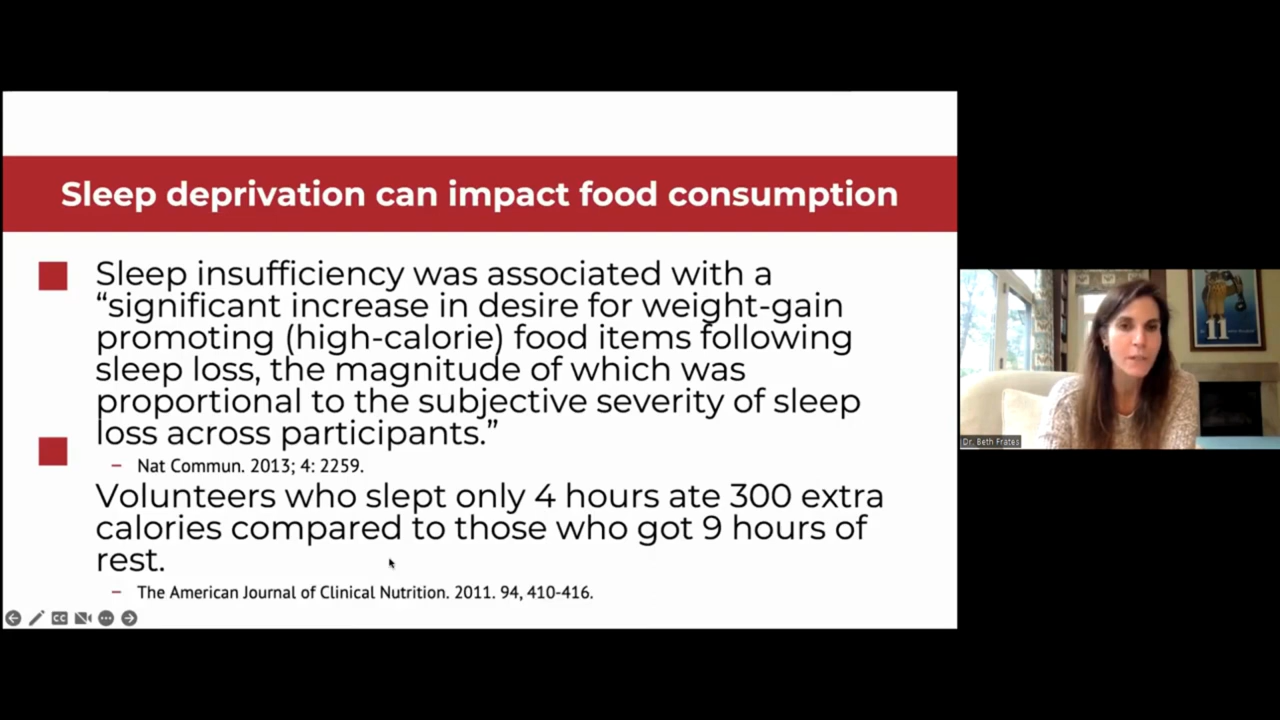 Sleep deprivation can impact food consumption
Sleep insufficiency was associated with a
“significant increase in desire for weight-gain
promoting (high-calorie) food items following
sleep loss, the magnitude of which was
proportional to the subjective severity of sleep
loss across participants.”
– Nat Commun. 2013; 4: 2259.
Volunteers who slept only 4 hours ate 300 extra
calories compared to those who got 9 hours of
rest.
– The American Journal of Clinical Nutrition. 2011. 94, 410-416.
CC
11
Dr. Beth Frates